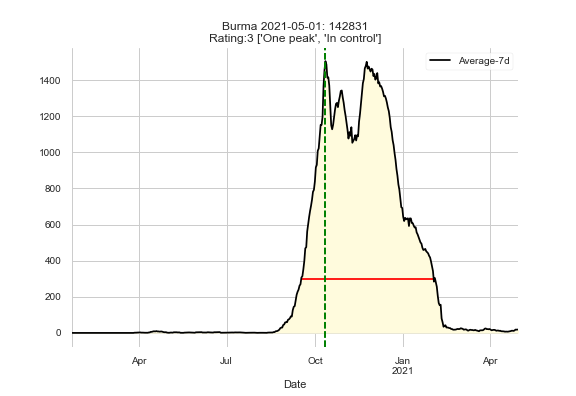 Burma 2021-05-01: 142831
Rating:3 ['One peak', 'In control']
Average-7d
1400
1200
1000
800
600
400
200
0
Apr Jul Oct Jan Apr
2021
Date